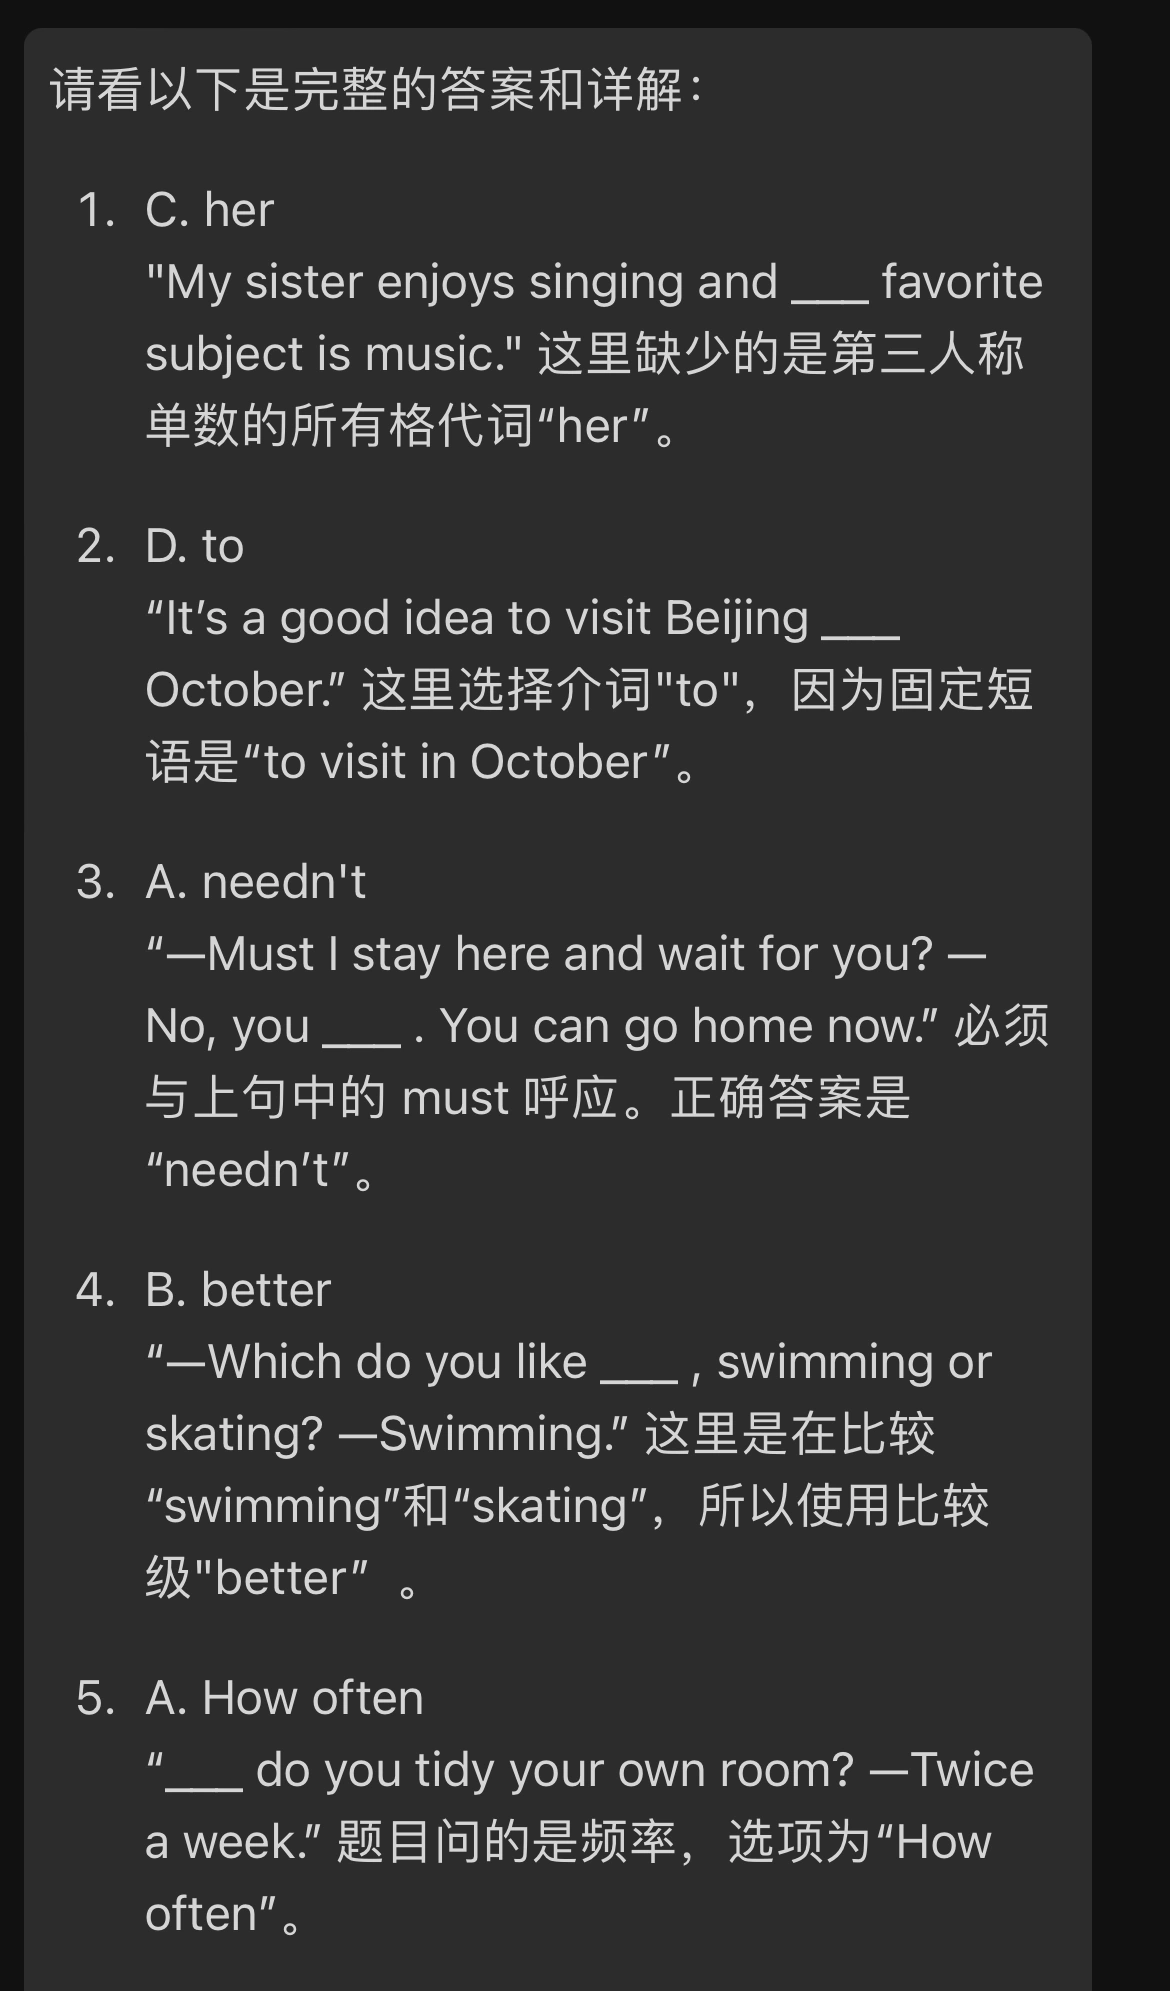 请看以下是完整的答案和详解：
1. C. her
"My sister enjoys singing and ___ favorite
subject is music." 这里缺少的是第三人称
单数的所有格代词“her”。
2. D. to
“It’s a good idea to visit Beijing ___
October.” 这里选择介词"to"，因为固定短
语是“to visit in October”。
3. A. needn't
“—Must I stay here and wait for you? —
No, you ___ . You can go home now.” 必须
与上句中的 must 呼应。正确答案是
“needn’t”。
4. B. better
“—Which do you like ___ , swimming or
skating? —Swimming.” 这里是在比较
“swimming”和“skating”，所以使用比较
级"better” 。
5. A. How often
“___ do you tidy your own room? —Twice
a week.” 题目问的是频率，选项为“How
often”。